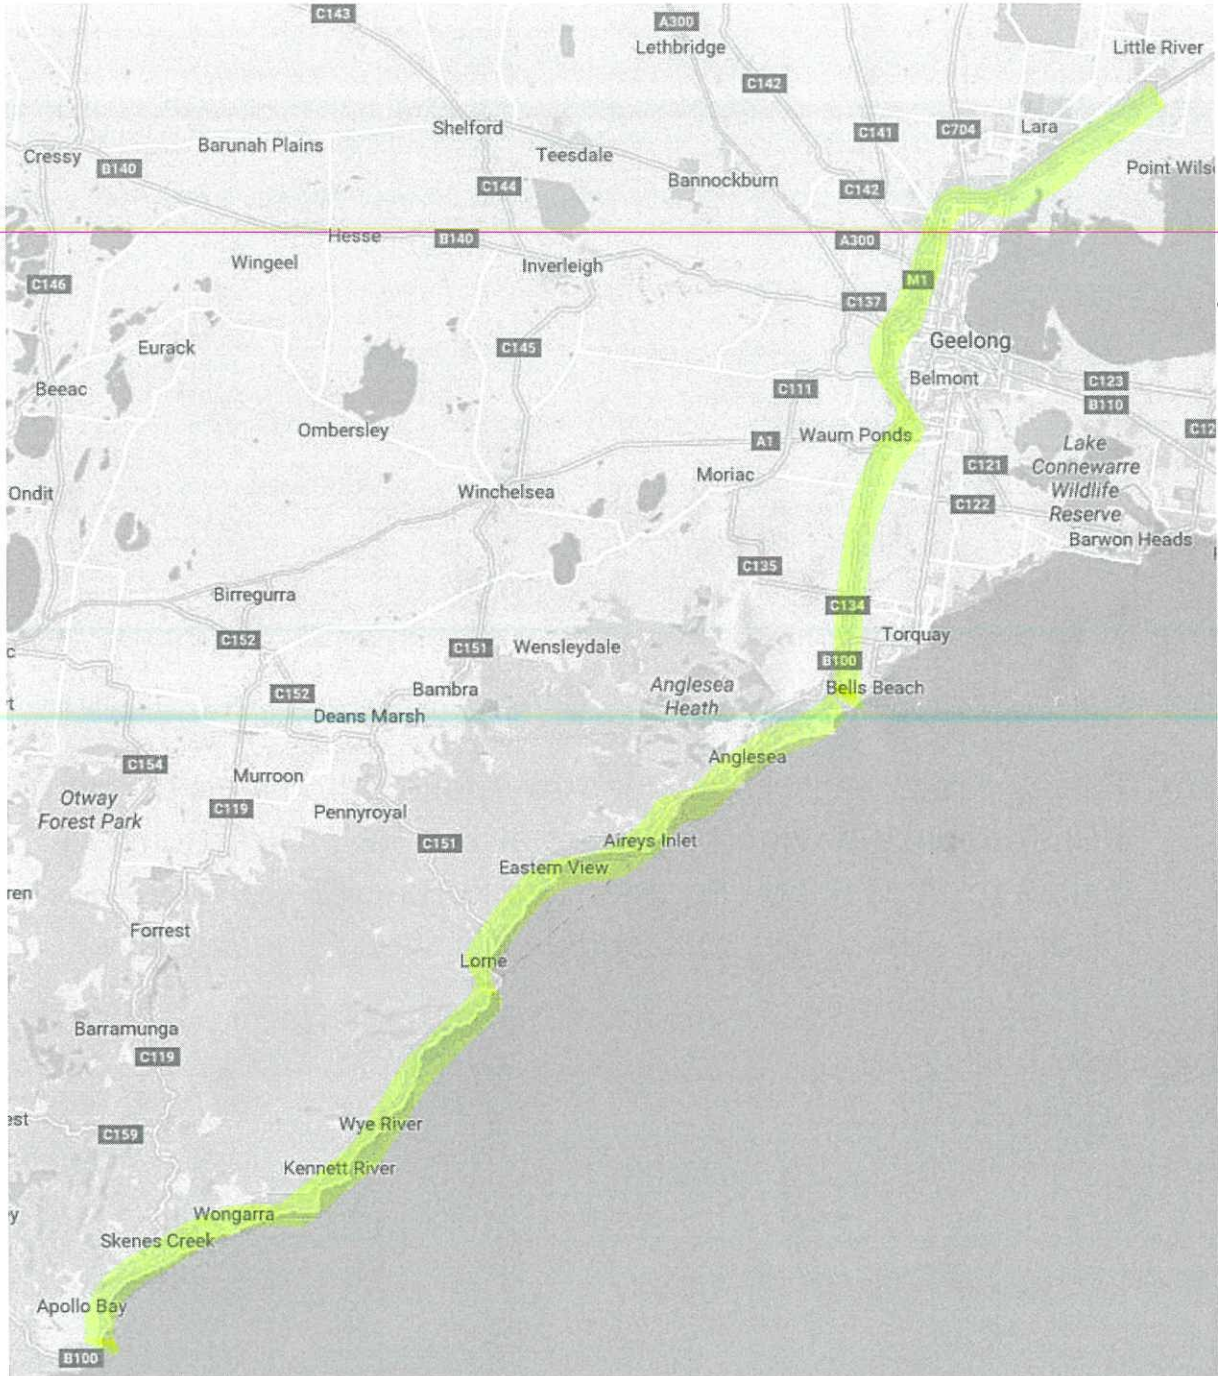 C143
A300
Lethbridge
Little River
C142
Shelford
C141
C704
Lara
Barunah Plains
Cressy
B140
Teesdale
Bannockburn
Point Wils
C144
C142
Hesse
B140
A300
Wingeel
Inverleigh
C146
M1
C137
Eurack
C145
Geelong
Beeac
C111
Belmont
C123
B110
Ombersley
A1
Waurn Ponds
C12
Lake
Connewarre
Wildlife
Reserve
C121
Moriac
Ondit
Winchelsea
C122
Barwon Heads
C135
Birregurra
C134
C152
C151
Wensleydale
Torquay
c
B100
Anglesea
Heath
Bells Beach
C152
Bambra
rt
Deans Marsh
C154
Anglesea
Murroon
Otway
Forest Park
C119
Pennyroyal
C151
Aireys Inlet
Eastern View
ren
Forrest
Lorne
Barramunga
C119
est
C159
Wye River
Kennett River
ey
Wongarra
Skenes Creek
Apollo Bay
B100